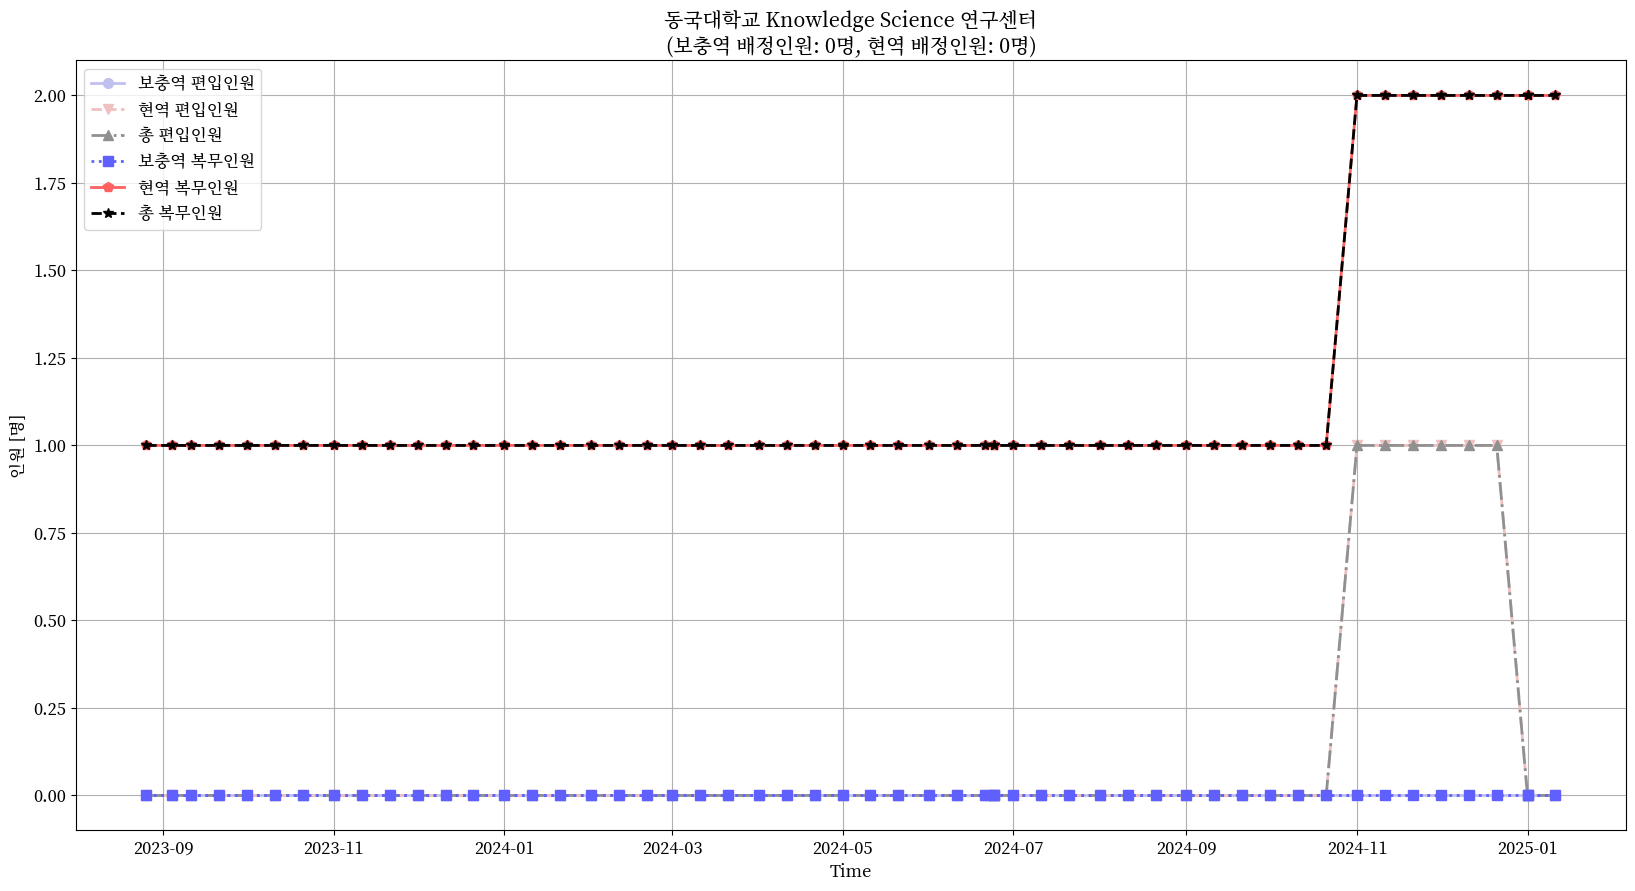 동국대학교 Knowledge Science 연구센터
(보충역 배정인원: 0명, 현역 배정인원: 0명)
보충역 편입인원
현역 편입인원
총 편입인원
보충역 복무인원
현역 복무인원
총 복무인원
2.00
1.75
1.50
1.25
1.00
0.75
0.50
0.25
0.00
인원 [명]
2023-09 2023-11 2024-01 2024-03 2024-05 2024-07 2024-09 2024-11 2025-01
Time